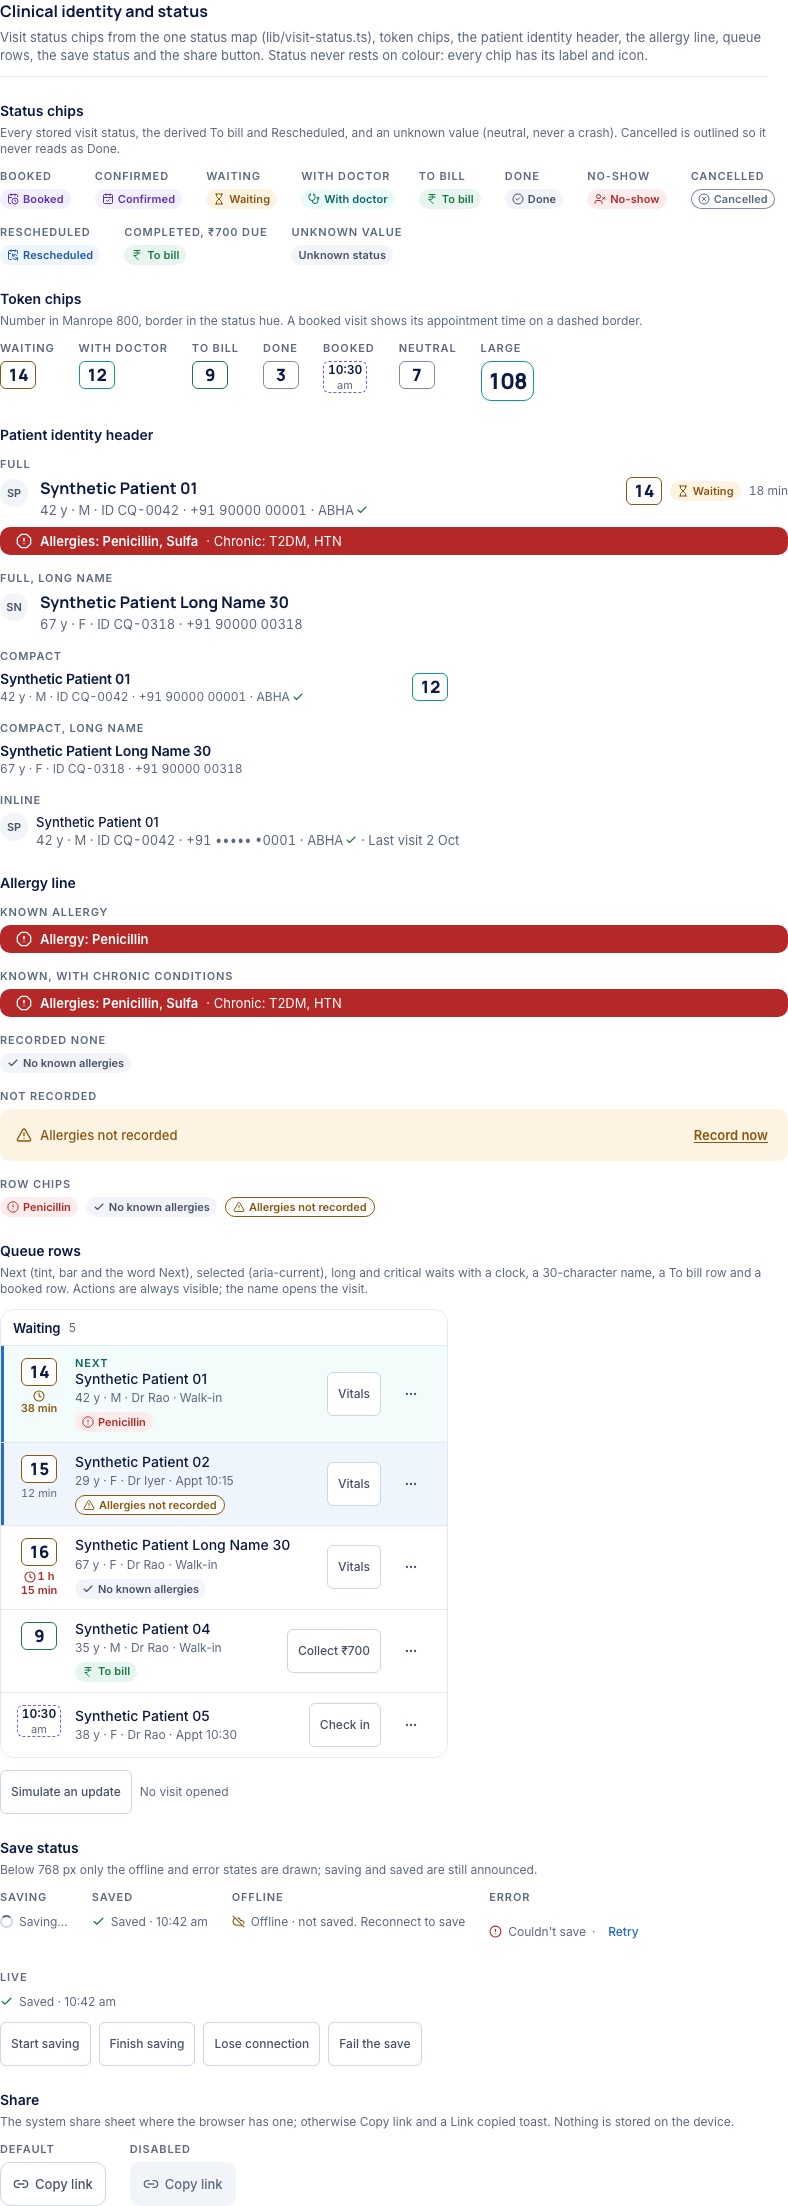 Clinical identity and status
Visit status chips from the one status map (lib/visit-status.ts), token chips, the patient identity header, the allergy line, queue
rows, the save status and the share button. Status never rests on colour: every chip has its label and icon.
Status chips
Every stored visit status, the derived To bill and Rescheduled, and an unknown value (neutral, never a crash). Cancelled is outlined so it
never reads as Done.
BOOKED CONFIRMED WAITING WITH DOCTOR TO BILL DONE NO-SHOW CANCELLED
Booked Confirmed Waiting With doctor To bill Done No-show Cancelled
RESCHEDULED COMPLETED, ₹700 DUE UNKNOWN VALUE
Rescheduled To bill Unknown status
Token chips
Number in Manrope 800, border in the status hue. A booked visit shows its appointment time on a dashed border.
WAITING WITH DOCTOR TO BILL DONE BOOKED NEUTRAL LARGE
14 12 9 3 10:30 am 7 108
Patient identity header
FULL
SP Synthetic Patient 01 14 Waiting 18 min
42 y · M · ID CQ-0042 · +91 90000 00001 · ABHA
Allergies: Penicillin, Sulfa · Chronic: T2DM, HTN
FULL, LONG NAME
SN Synthetic Patient Long Name 30
67 y · F · ID CQ-0318 · +91 90000 00318
COMPACT
Synthetic Patient 01 12
42 y · M · ID CQ-0042 · +91 90000 00001 · ABHA
COMPACT, LONG NAME
Synthetic Patient Long Name 30
67 y · F · ID CQ-0318 · +91 90000 00318
INLINE
SP Synthetic Patient 01
42 y · M · ID CQ-0042 · +91 ••••• •0001 · ABHA · Last visit 2 Oct
Allergy line
KNOWN ALLERGY
Allergy: Penicillin
KNOWN, WITH CHRONIC CONDITIONS
Allergies: Penicillin, Sulfa · Chronic: T2DM, HTN
RECORDED NONE
No known allergies
NOT RECORDED
Allergies not recorded Record now
ROW CHIPS
Penicillin No known allergies Allergies not recorded
Queue rows
Next (tint, bar and the word Next), selected (aria-current), long and critical waits with a clock, a 30-character name, a To bill row and a
booked row. Actions are always visible; the name opens the visit.
Waiting 5
14 NEXT
Synthetic Patient 01
38 min 42 y · M · Dr Rao · Walk-in Vitals ···
Penicillin
15 Synthetic Patient 02
12 min 29 y · F · Dr Iyer · Appt 10:15 Vitals ···
Allergies not recorded
16 Synthetic Patient Long Name 30
1 h 67 y · F · Dr Rao · Walk-in Vitals ···
15 min No known allergies
9 Synthetic Patient 04
35 y · M · Dr Rao · Walk-in Collect ₹700 ···
To bill
10:30 Synthetic Patient 05
am 38 y · F · Dr Rao · Appt 10:30 Check in ···
Simulate an update No visit opened
Save status
Below 768 px only the offline and error states are drawn; saving and saved are still announced.
SAVING SAVED OFFLINE ERROR
Saving... Saved · 10:42 am Offline · not saved. Reconnect to save Couldn't save · Retry
LIVE
Saved · 10:42 am
Start saving Finish saving Lose connection Fail the save
Share
The system share sheet where the browser has one; otherwise Copy link and a Link copied toast. Nothing is stored on the device.
DEFAULT DISABLED
Copy link Copy link